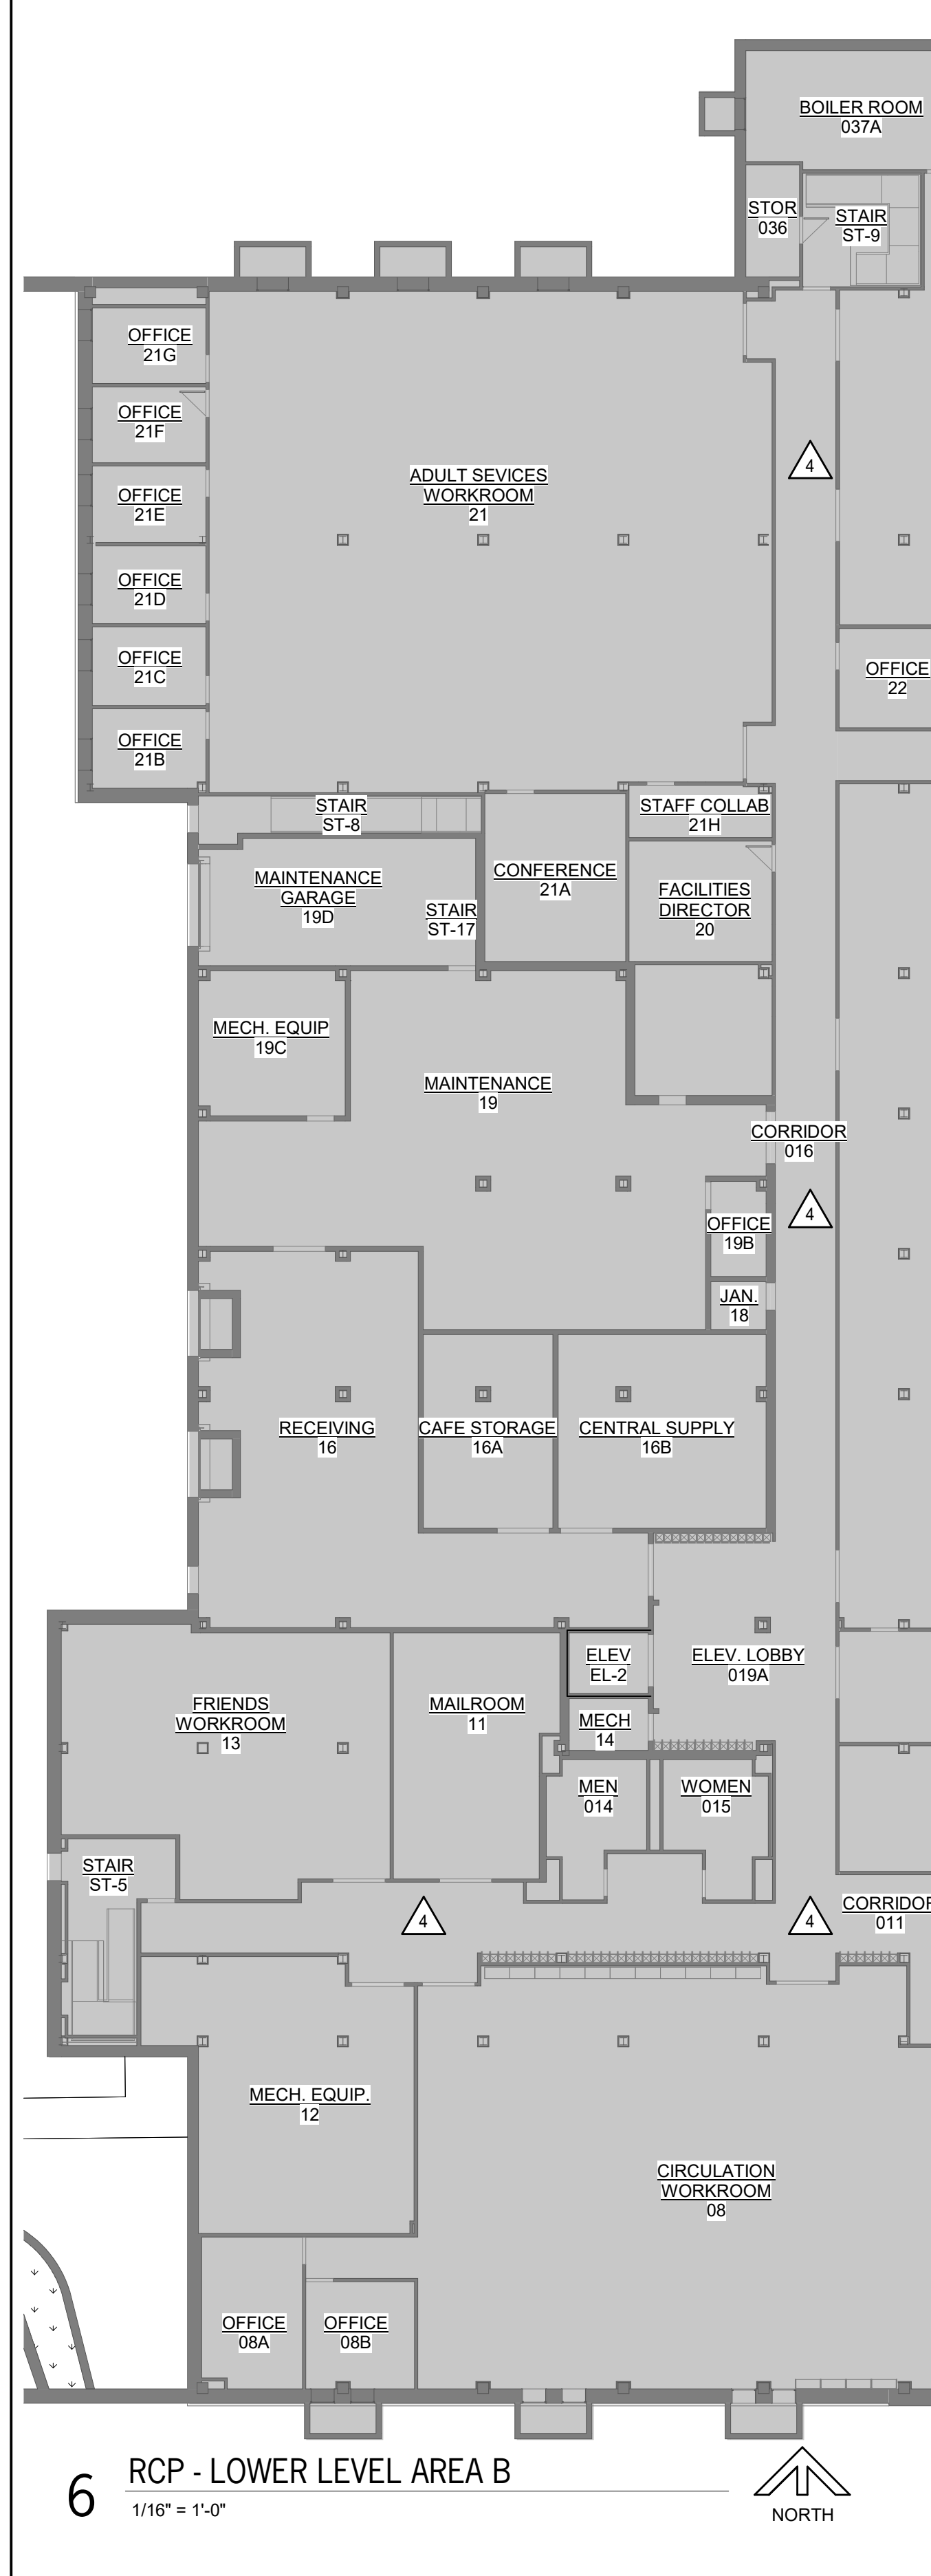 BOILER ROOM
037A
STOR
036
STAIR
ST-9
OFFICE
21G
OFFICE
21F
ADULT SEVICES
WORKROOM
21
4
OFFICE
21E
OFFICE
21D
OFFICE
21C
OFFICE
22
OFFICE
21B
STAIR
ST-8
STAFF COLLAB
21H
MAINTENANCE
GARAGE
19D
STAIR
ST-17
CONFERENCE
21A
FACILITIES
DIRECTOR
20
MECH. EQUIP
19C
MAINTENANCE
19
CORRIDOR
016
4
OFFICE
19B
JAN.
18
RECEIVING
16
CAFE STORAGE
16A
CENTRAL SUPPLY
16B
ELEV
EL-2
ELEV. LOBBY
019A
FRIENDS
WORKROOM
13
MAILROOM
11
MECH
14
MEN
014
WOMEN
015
STAIR
ST-5
4
4
CORRIDOR
011
MECH. EQUIP.
12
CIRCULATION
WORKROOM
08
OFFICE
08A
OFFICE
08B
6
RCP - LOWER LEVEL AREA B
1/16" = 1'-0"
NORTH